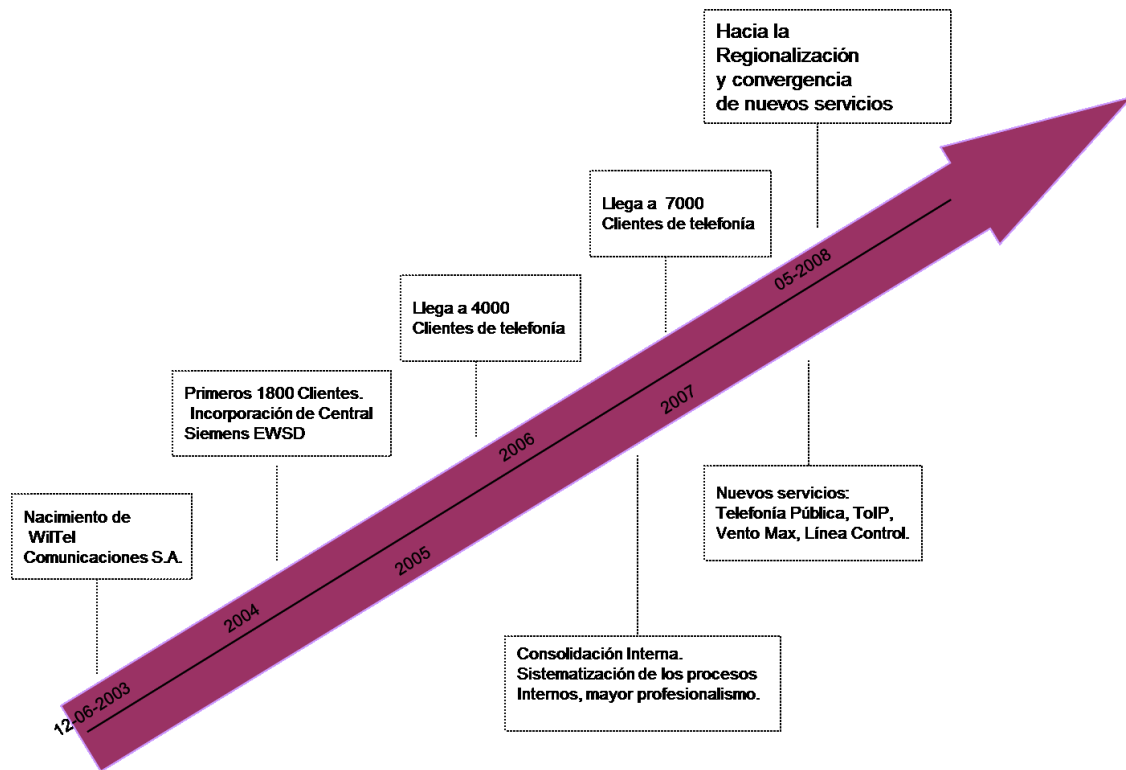 Hacia la
Regionalización
y convergencia
de nuevos servicios
Llega a 7000
Clientes de telefonía
Llega a 4000
Clientes de telefonía
Primeros 1800 Clientes.
Incorporación de Central
Siemens EWSD
Nacimiento de
WilTel
Comunicaciones S.A.
12-06-2003
2004
2005
2006
2007
05-2008
Nuevos servicios:
Telefonía Pública, ToIP,
Vento Max, Línea Control.
Consolidación Interna.
Sistematización de los procesos
Internos, mayor profesionalismo.